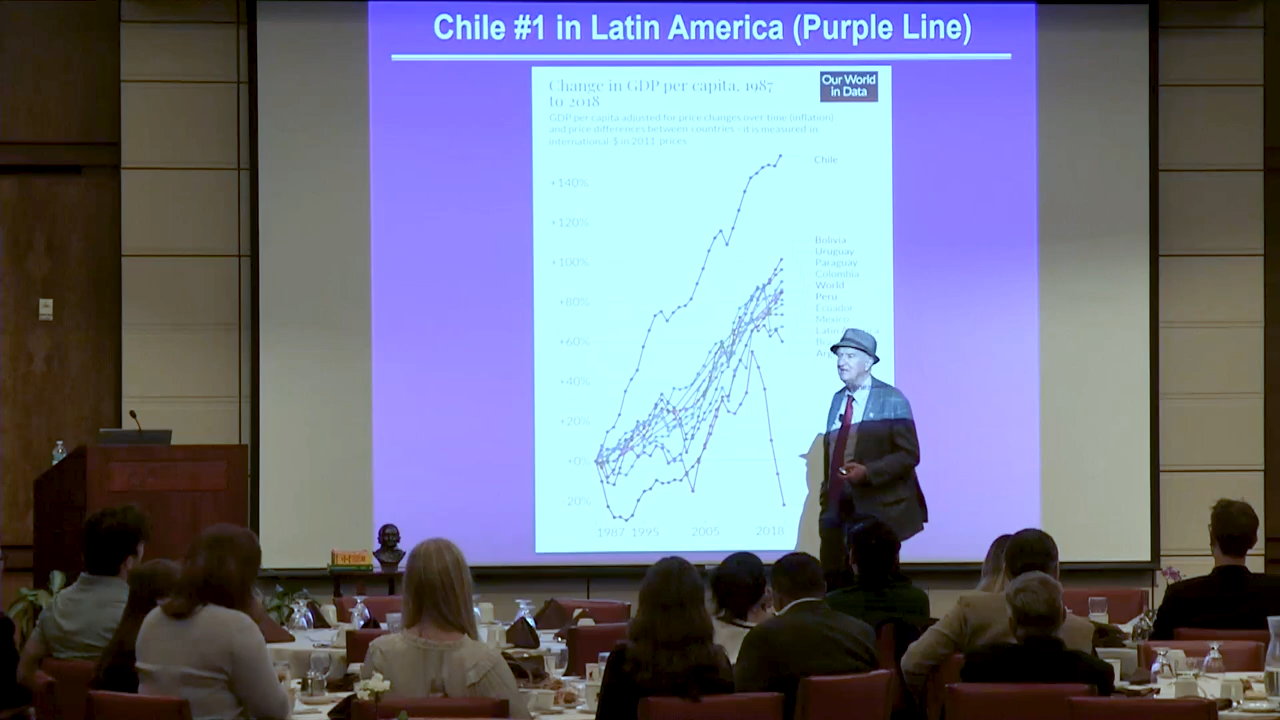 Chile #1 in Latin America (Purple Line)
Change in GDP per capita, 1987
to 2018
Our World
in Data
GDP per capita adjusted for price changes over time (inflation)
and price differences between countries - it is measured in
international-$ in 2011 prices.
Chile
+140%
+120%
Bolivia
Uruguay
+100%
Paraguay
Colombia
World
+80%
Peru
Ecuador
Mexico
+60%
Latin
+40%
+20%
+0%
20%
1987 1995 2005 2018